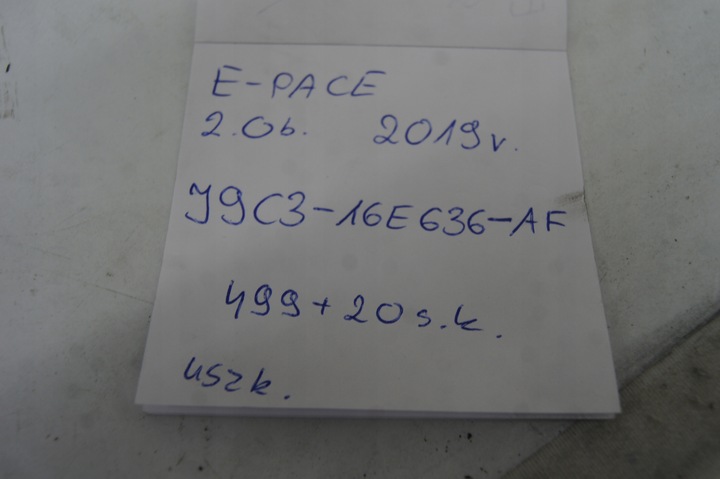 E-PACE
2.0b. 2019r.
J9C3-16E636-AF
499+20s.k.
uszk.